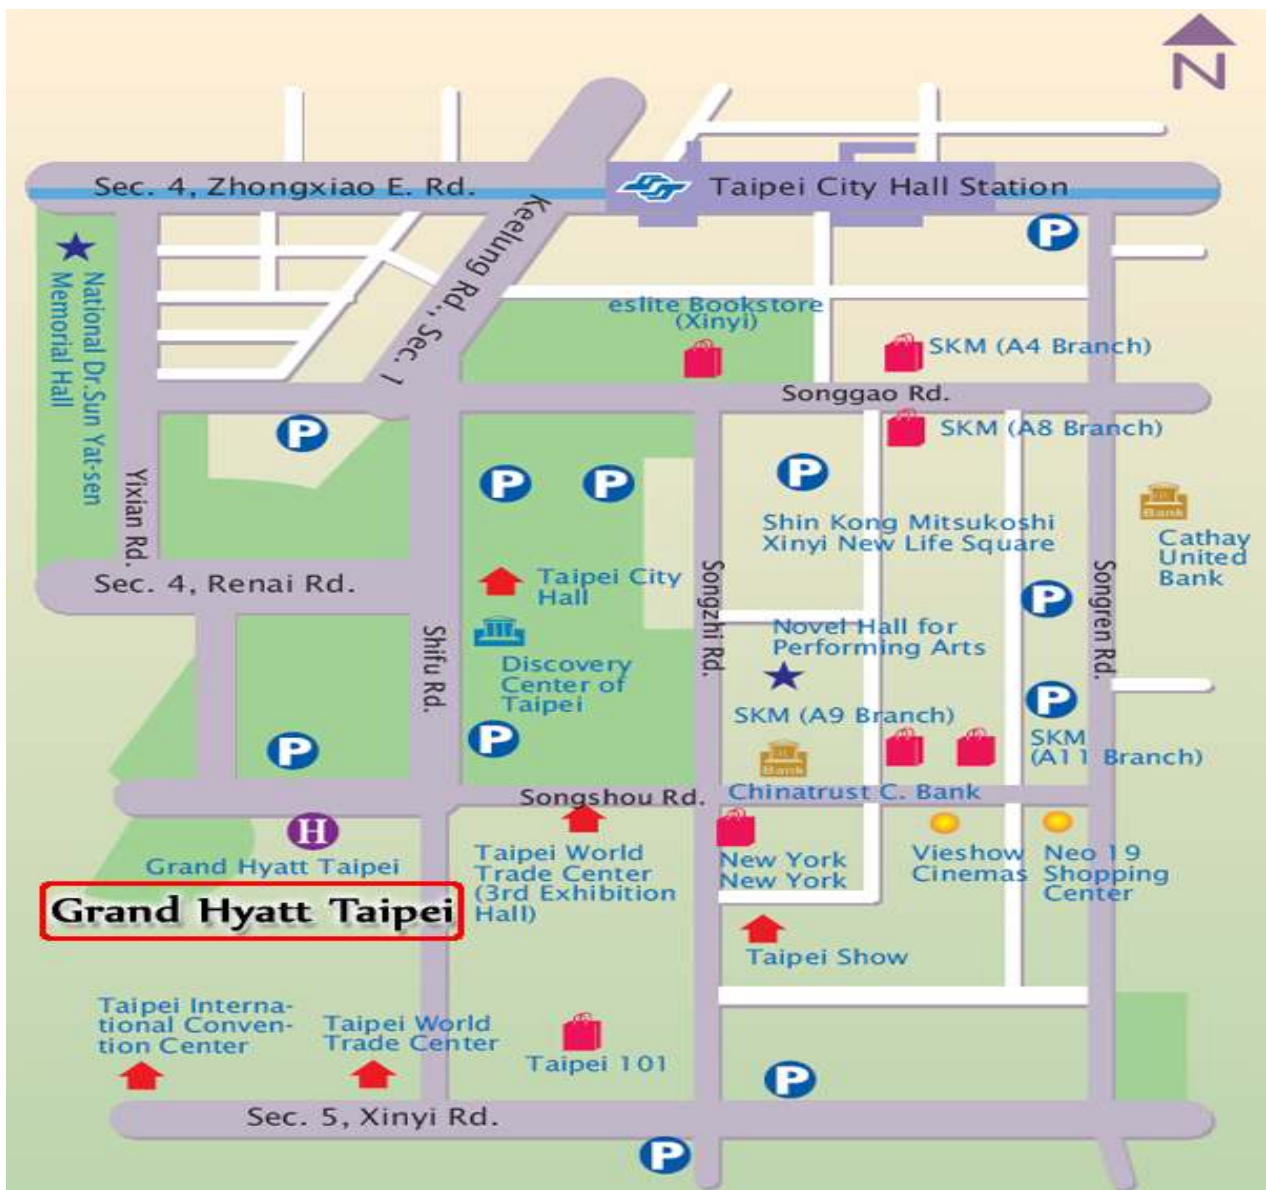 N
Sec. 4, Zhongxiao E. Rd.
Taipei City Hall Station
Keelung Rd., Sec. 1
P
National Dr.Sun Yat-sen
Memorial Hall
eslite Bookstore
(Xinyi)
SKM (A4 Branch)
Songgao Rd.
P
SKM (A8 Branch)
P
P
P
Yixian Rd.
Shin Kong Mitsukoshi
Xinyi New Life Square
Bank
Cathay
United
Bank
Sec. 4, Renai Rd.
Taipei City
Hall
Songzhi Rd.
P
Songren Rd.
Shifu Rd.
Discovery
Center of
Taipei
Novel Hall for
Performing Arts
P
SKM (A9 Branch)
P
P
Bank
SKM
(A11 Branch)
Songshou Rd.
Chinatrust C. Bank
H
Grand Hyatt Taipei
Grand Hyatt Taipei
Taipei World
Trade Center
(3rd Exhibition
Hall)
New York
New York
Vieshow
Cinemas
Neo 19
Shopping
Center
Taipei Show
Taipei Interna-
tional Conven-
tion Center
Taipei World
Trade Center
Taipei 101
P
Sec. 5, Xinyi Rd.
P